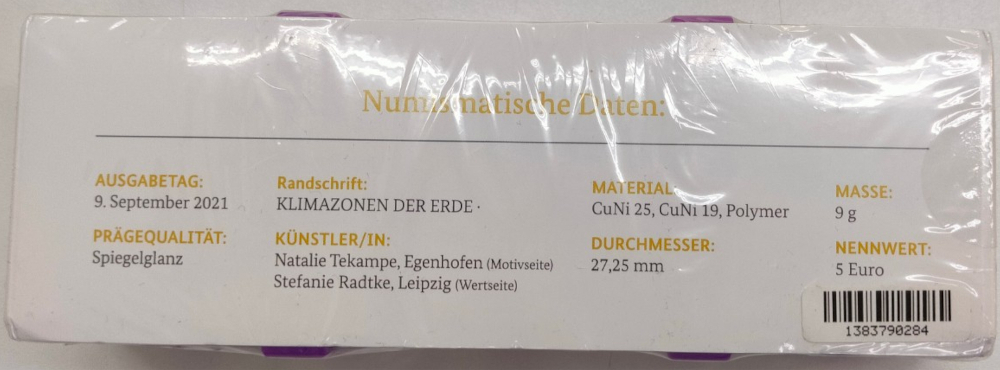 Numismatische Daten:
AUSGABETAG:
9. September 2021
PRÄGEQUALITÄT:
Spiegelglanz
Randschrift:
KLIMAZONEN DER ERDE ·
KÜNSTLER/IN:
Natalie Tekampe, Egenhofen (Motivseite)
Stefanie Radtke, Leipzig (Wertseite)
MATERIAL:
CuNi 25, CuNi 19, Polymer
DURCHMESSER:
27,25 mm
MASSE:
9 g
NENNWERT:
5 Euro
1383790284